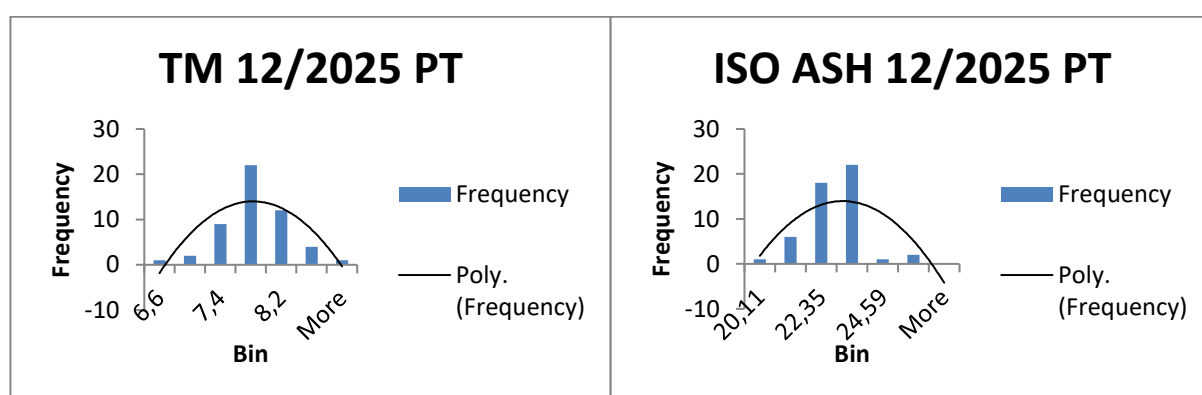 TM 12/2025 PT
30
20
10
0
-10
Frequency
6,6
7,4
8,2
More
Bin
Frequency
Poly.
(Frequency)
ISO ASH 12/2025 PT
30
20
10
0
-10
Frequency
20,11
22,35
24,59
More
Bin
Frequency
Poly.
(Frequency)